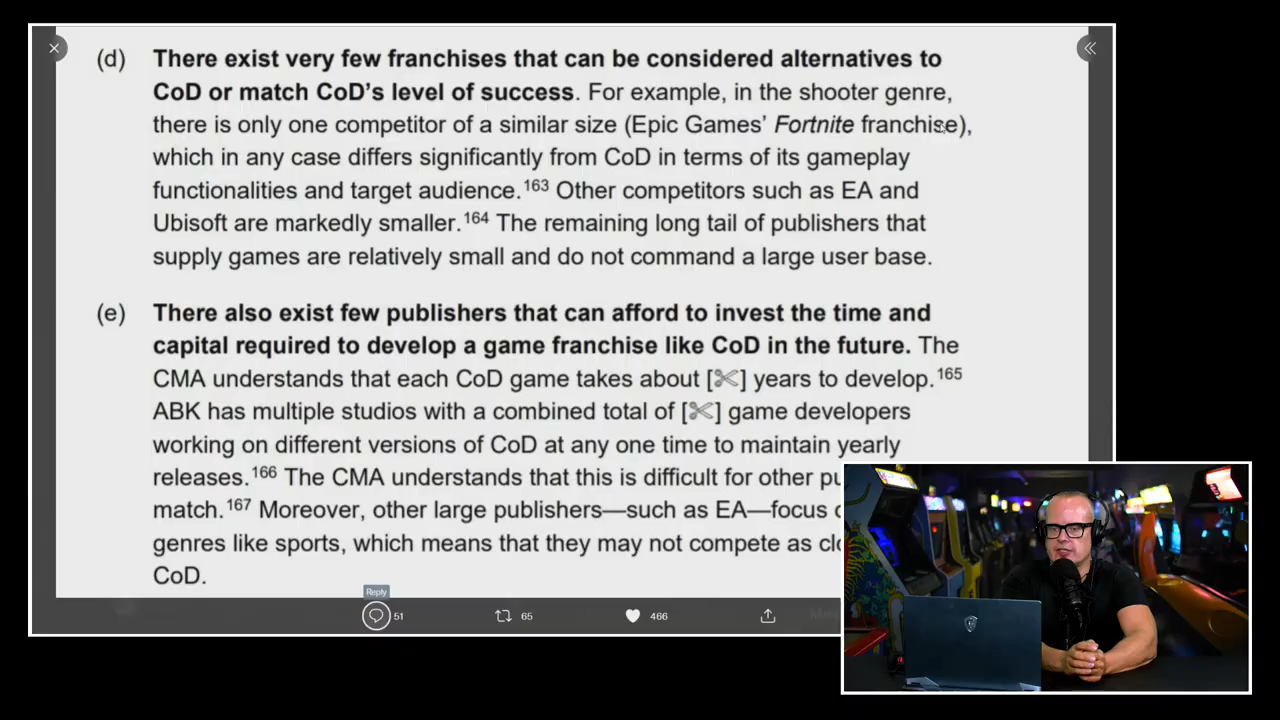 (d) There exist very few franchises that can be considered alternatives to
CoD or match CoD's level of success. For example, in the shooter genre,
there is only one competitor of a similar size (Epic Games' Fortnite franchise),
which in any case differs significantly from CoD in terms of its gameplay
functionalities and target audience.163 Other competitors such as EA and
Ubisoft are markedly smaller.164 The remaining long tail of publishers that
supply games are relatively small and do not command a large user base.
(e) There also exist few publishers that can afford to invest the time and
capital required to develop a game franchise like CoD in the future. The
CMA understands that each CoD game takes about [✂] years to develop.165
ABK has multiple studios with a combined total of [✂] game developers
working on different versions of CoD at any one time to maintain yearly
releases.166 The CMA understands that this is difficult for other
match.167 Moreover, other large publishers—such as EA—focus
genres like sports, which means that they may not compete as
CoD.
Reply
51 65 466